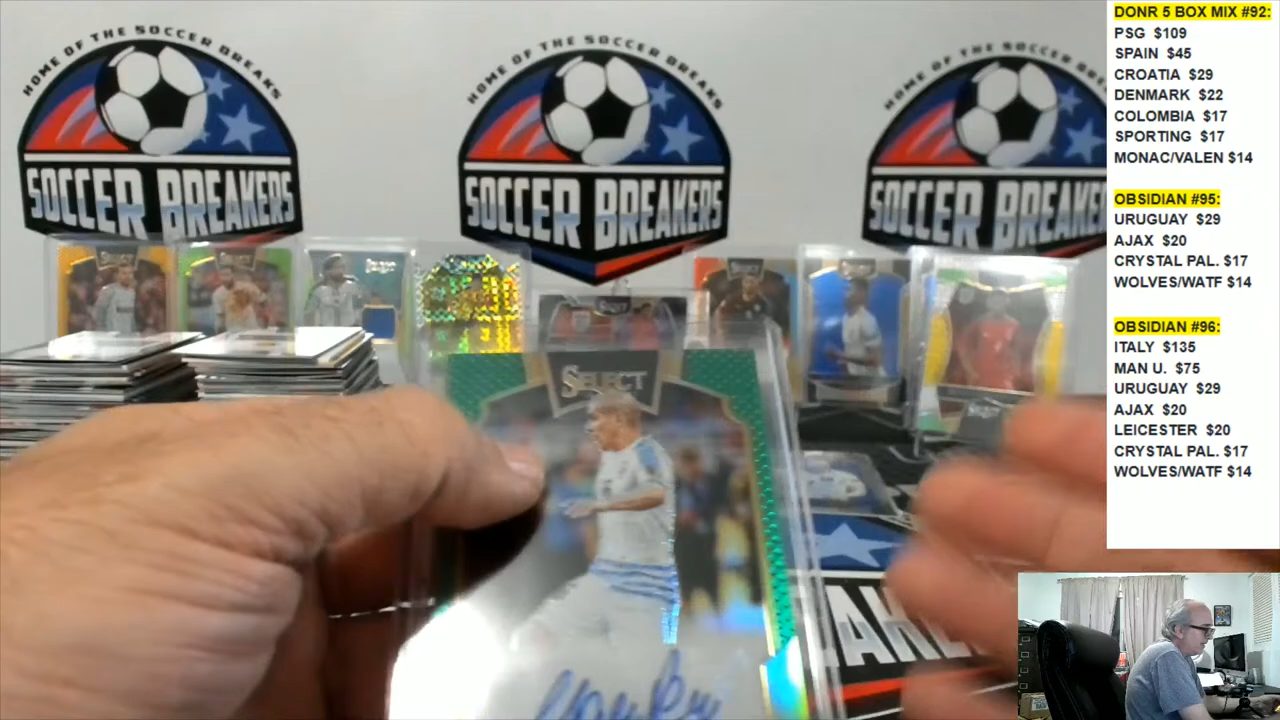 HOME OF THE SOCCER BREAKS
SOCCER BREAKERS
HOME OF THE SOCCER BREAKS
SOCCER BREAKERS
HOME OF THE SOCCER BREAKS
SOCCER BREAKERS
SELECT
DONR 5 BOX MIX #92:
PSG $109
SPAIN $45
CROATIA $29
DENMARK $22
COLOMBIA $17
SPORTING $17
MONAC/VALEN $14
OBSIDIAN #95:
URUGUAY $29
AJAX $20
CRYSTAL PAL. $17
WOLVES/WATF $14
OBSIDIAN #96:
ITALY $135
MAN U. $75
URUGUAY $29
AJAX $20
LEICESTER $20
CRYSTAL PAL. $17
WOLVES/WATF $14